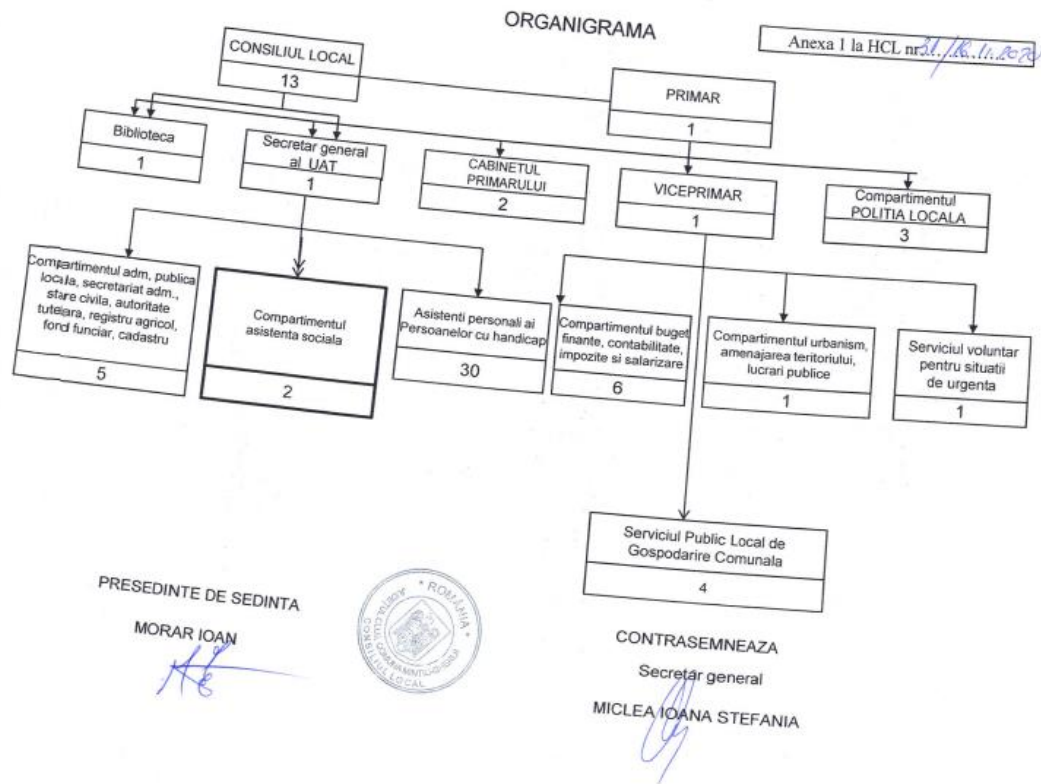 ORGANIGRAMA
Anexa 1 la HCL nr.
CONSILIUL LOCAL
13
PRIMAR
1
Biblioteca
1
Secretar general
al UAT
1
CABINETUL
PRIMARULUI
2
VICEPRIMAR
1
Compartimentul
POLITIA LOCALA
3
Compartimentul adm, publica
locala, secretariat adm.,
stare civila, autoritate
tutelara, registru agricol,
fond funciar, cadastru
5
Compartimentul
asistenta sociala
2
Asistenti personali ai
Persoanelor cu handicap
30
Compartimentul buget
finante, contabilitate,
impozite si salarizare
6
Compartimentul urbanism,
amenajarea teritoriului,
lucrari publice
1
Serviciul voluntar
pentru situatii
de urgenta
1
Serviciul Public Local de
Gospodarire Comunala
4
PRESEDINTE DE SEDINTA
MORAR IOAN
* ROMÂNIA *
CONSILIUL LOCAL
CONTRASEMNEAZA
Secretar general
MICLEA IOANA STEFANIA